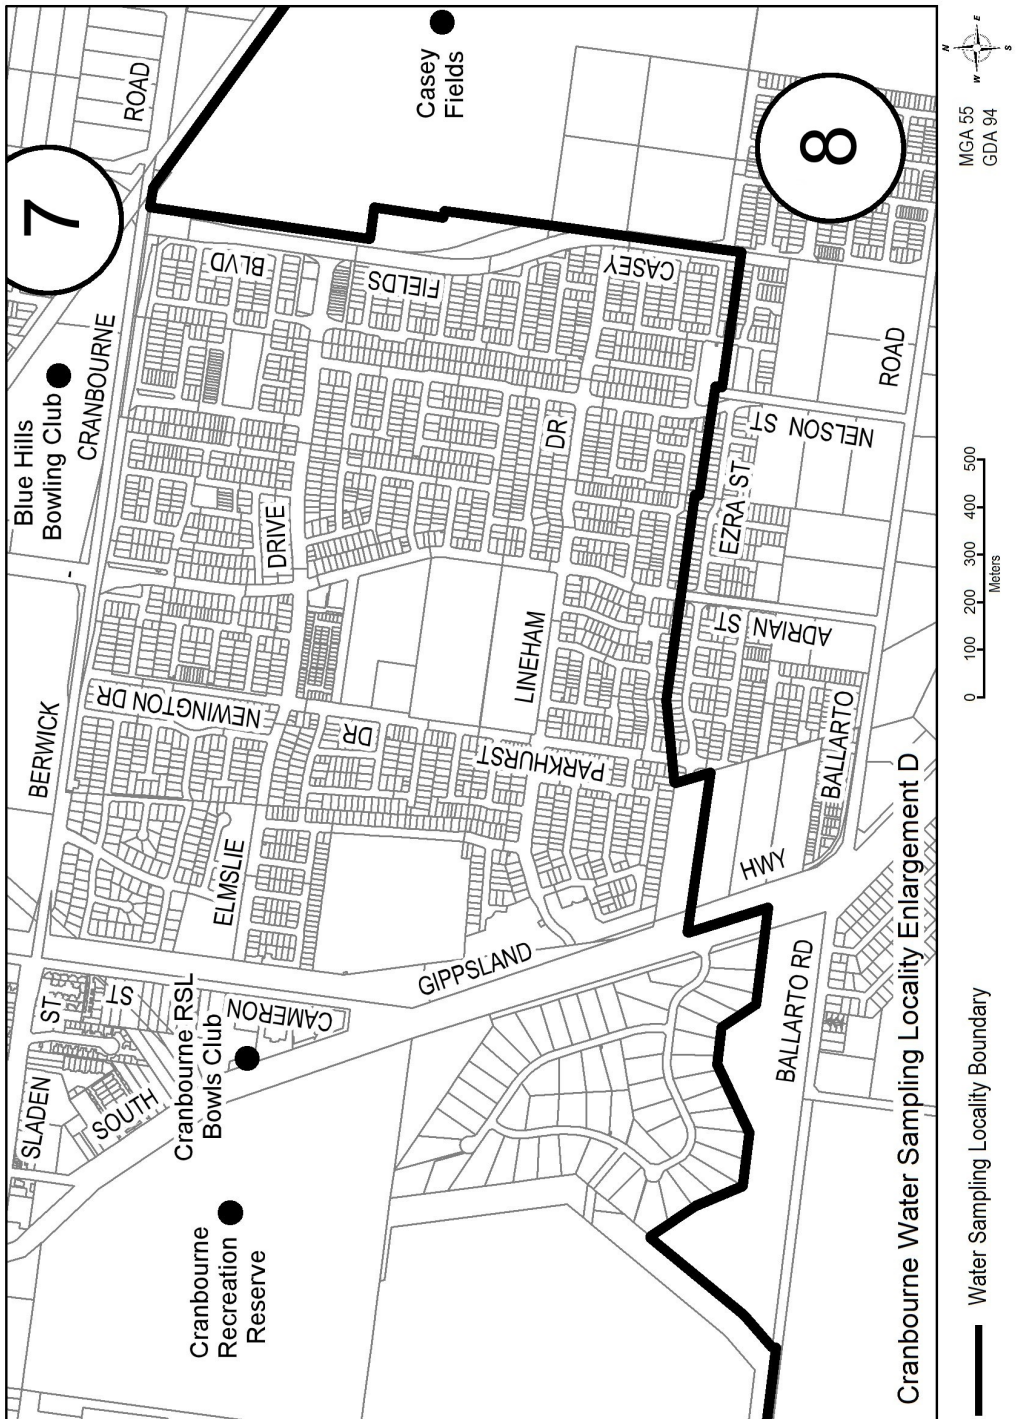 7
8
Casey
Fields
ROAD
CRANBOURNE
BERWICK
Blue Hills
Bowling Club
BLVD
FIELDS
CASEY
DRIVE
DR
LINEHAM
NEWINGTON DR
DR
PARKHURST
ELMSLIE
EZRA ST
NELSON ST
ADRIAN ST
ROAD
BALLARTO
HWY
GIPPSLAND
SLADEN
ST
ST
SOUTH
CAMERON
Cranbourne RSL
Bowls Club
Cranbourne
Recreation
Reserve
BALLARTO RD
Cranbourne Water Sampling Locality Enlargement D
Water Sampling Locality Boundary
0 100 200 300 400 500
Meters
MGA 55
GDA 94
N
E
S
W